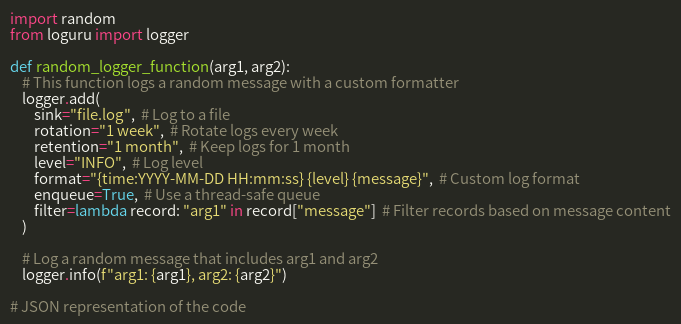 import random
from loguru import logger

def random_logger_function(arg1, arg2):
    # This function logs a random message with a custom formatter
    logger.add(
        sink="file.log",  # Log to a file
        rotation="1 week",  # Rotate logs every week
        retention="1 month",  # Keep logs for 1 month
        level="INFO",  # Log level
        format="{time:YYYY-MM-DD HH:mm:ss} {level} {message}",  # Custom log format
        enqueue=True,  # Use a thread-safe queue
        filter=lambda record: "arg1" in record["message"]  # Filter records based on message content
    )

    # Log a random message that includes arg1 and arg2
    logger.info(f"arg1: {arg1}, arg2: {arg2}")

# JSON representation of the code